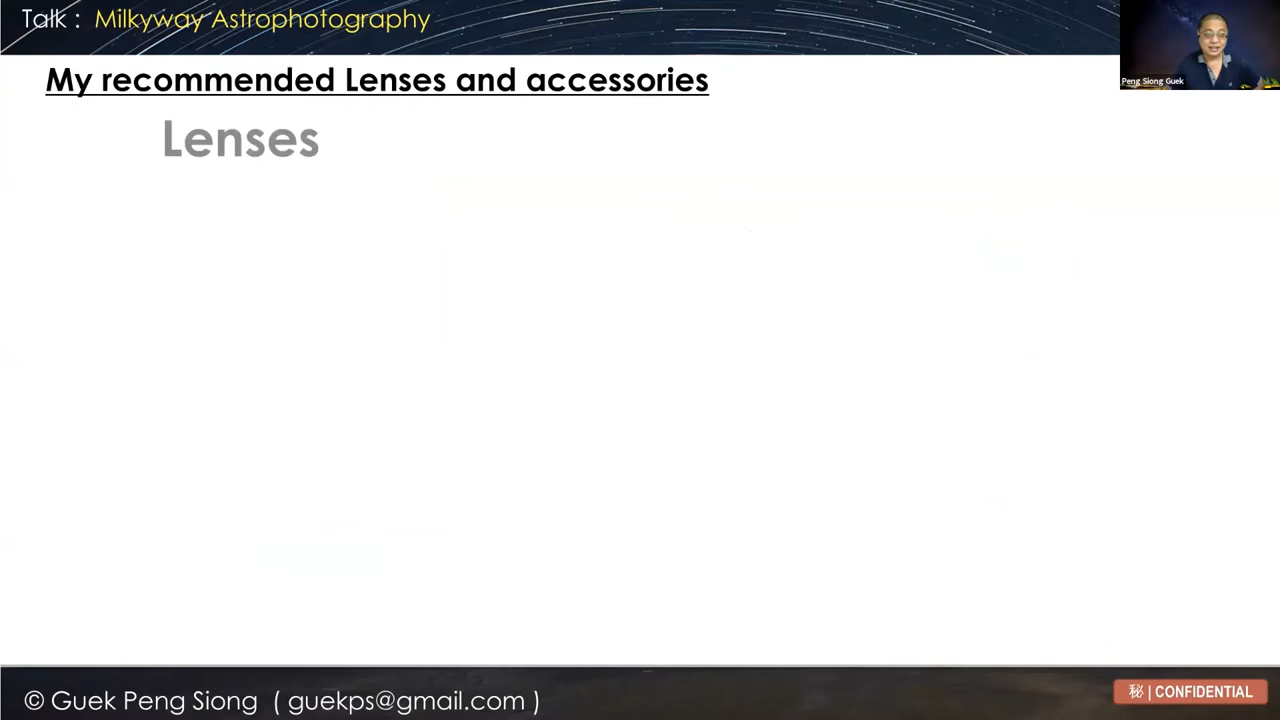 Talk : Milkyway Astrophotography
Peng Siong Guek
My recommended Lenses and accessories
Lenses
© Guek Peng Siong ( guekps@gmail.com )
秘 | CONFIDENTIAL